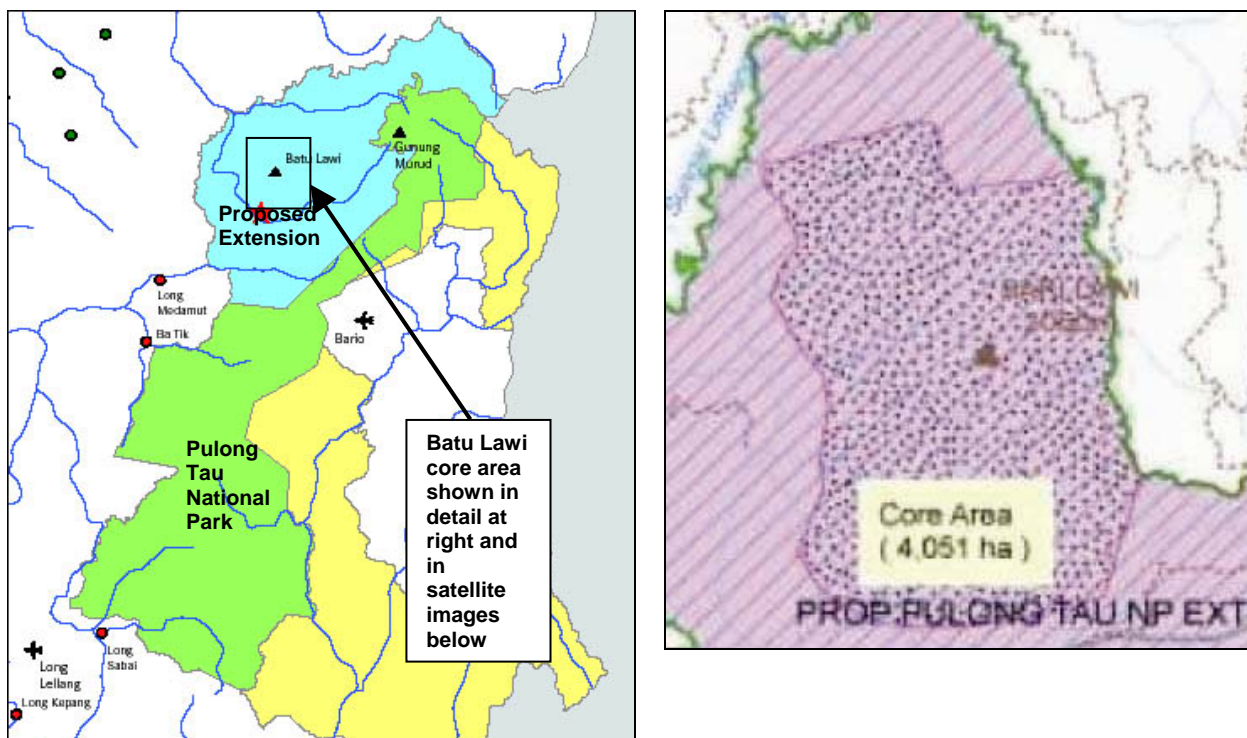 Batu Lawi
Gunung
Murud
Proposed
Extension
Long
Medamut
Ba Tik
Bario
Pulong
Tau
National
Park
Batu Lawi
core area
shown in
detail at
right and
in
satellite
images
below
Long
Sabai
Long
Lellang
Long Kepang
Core Area
( 4,051 ha )
PROP.PULONG TAU NP EXT